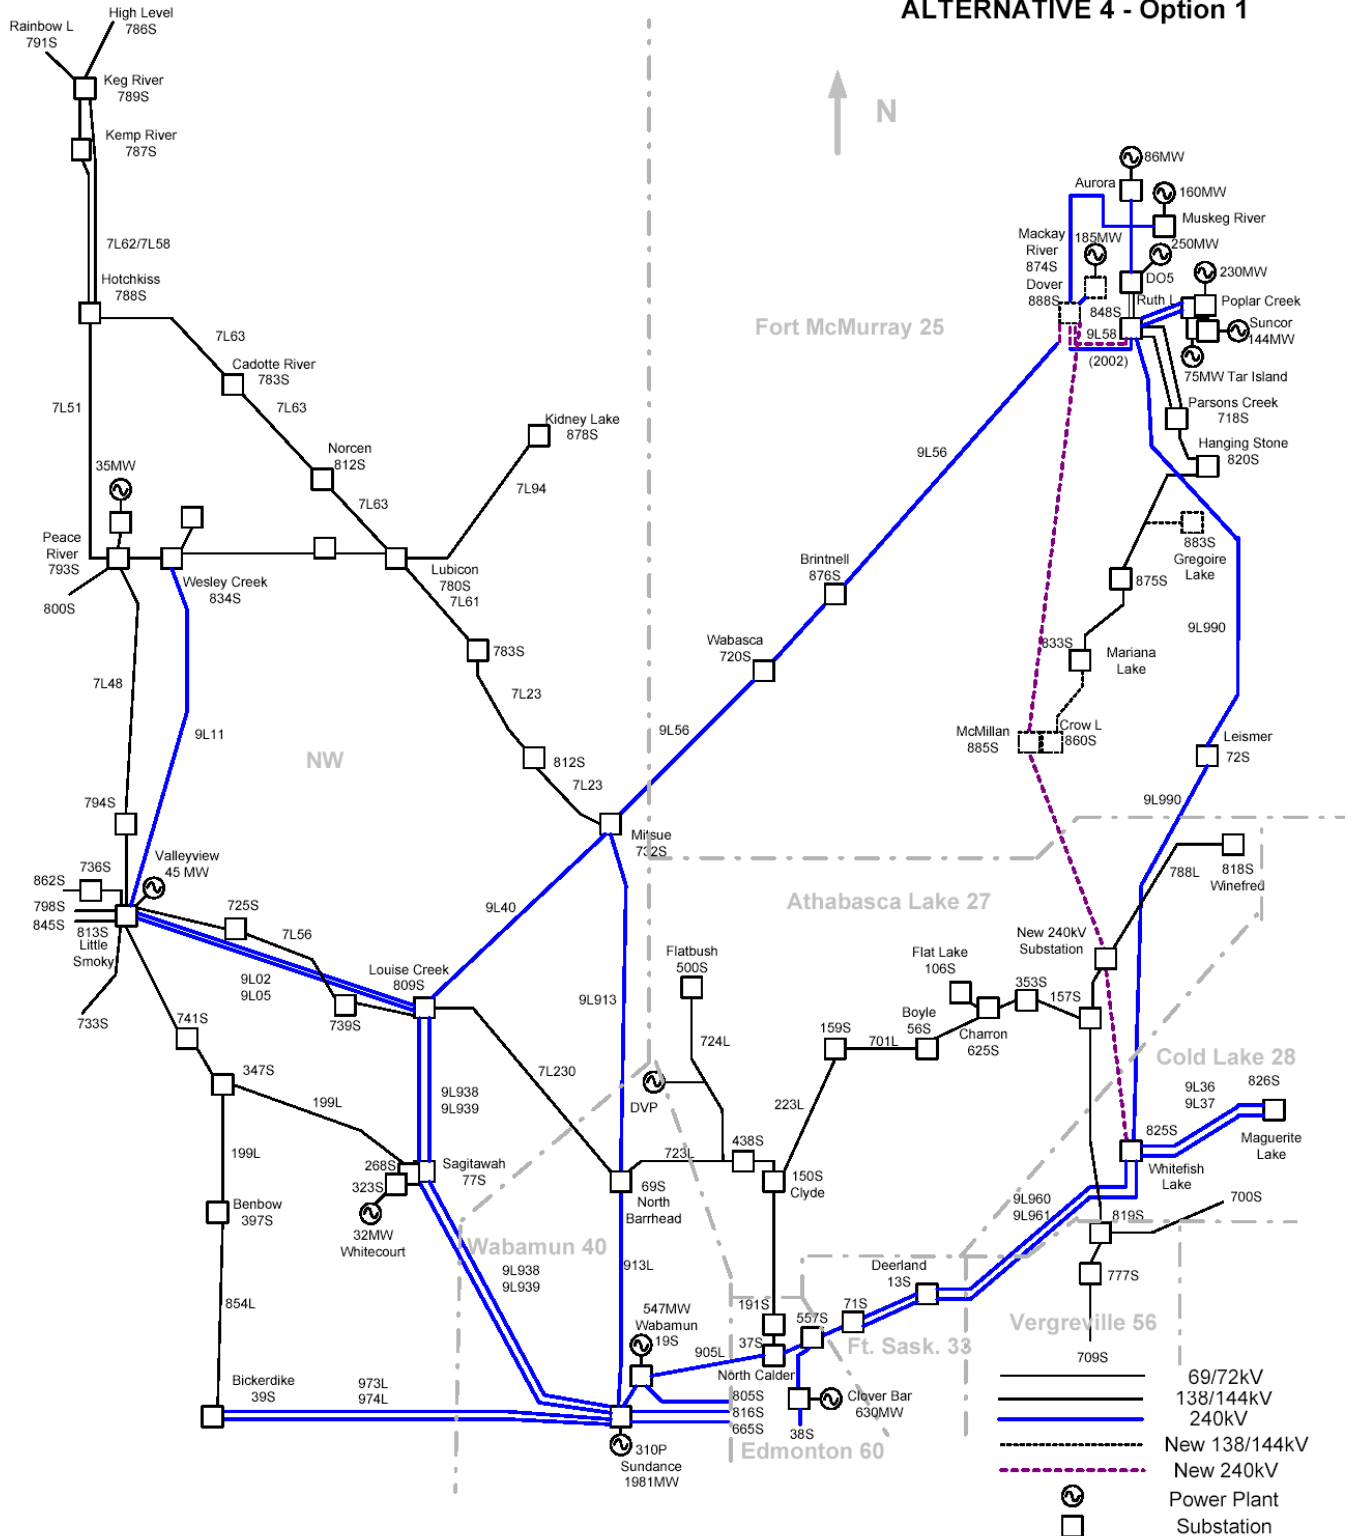 ALTERNATIVE 4 - Option 1
High Level
786S
Rainbow L
791S
Keg River
789S
Kemp River
787S
7L62/7L58
Hotchkiss
788S
7L63
Cadotte River
783S
7L63
7L51
Norcen
812S
7L63
Kidney Lake
878S
7L94
35MW
Peace
River
793S
800S
Wesley Creek
834S
Lubicon
780S
7L61
783S
7L23
812S
7L23
7L48
9L11
NW
N
Fort McMurray 25
86MW
Aurora
160MW
Muskeg River
Mackay
River
874S
185MW
250MW
Dover
888S
DO5
230MW
848S
Ruth L
Poplar Creek
Suncor
144MW
9L58
(2002)
75MW Tar Island
Parsons Creek
718S
Hanging Stone
820S
9L56
883S
Gregoire
Lake
875S
Brintnell
876S
9L990
Wabasca
720S
833S
Mariana
Lake
9L56
McMillan
885S
Crow L
860S
Leismer
72S
9L990
Mitsue
732S
794S
Valleyview
45 MW
736S
862S
798S
845S
813S
Little
Smoky
725S
7L56
9L02
9L05
Louise Creek
809S
739S
733S
741S
9L40
788L
818S
Winefred
Athabasca Lake 27
New 240kV
Substation
Flatbush
500S
Flat Lake
106S
353S
157S
9L913
159S
Boyle
56S
701L
Charron
625S
724L
Cold Lake 28
347S
7L230
DVP
9L36
9L37
826S
199L
9L938
9L939
223L
825S
Maguerite
Lake
199L
268S
Sagitawah
77S
723L
438S
Whitefish
Lake
323S
69S
North
Barrhead
150S
Clyde
9L960
9L961
700S
Benbow
397S
32MW
Whitecourt
819S
Wabamun 40
9L938
9L939
913L
Deerland
13S
777S
854L
547MW
Wabamun
19S
191S
71S
557S
Vergreville 56
37S
Ft. Sask. 33
905L
North Calder
709S
Bickerdike
39S
973L
974L
805S
816S
665S
Clover Bar
630MW
38S
Edmonton 60
310P
Sundance
1981MW
69/72kV
138/144kV
240kV
New 138/144kV
New 240kV
Power Plant
Substation